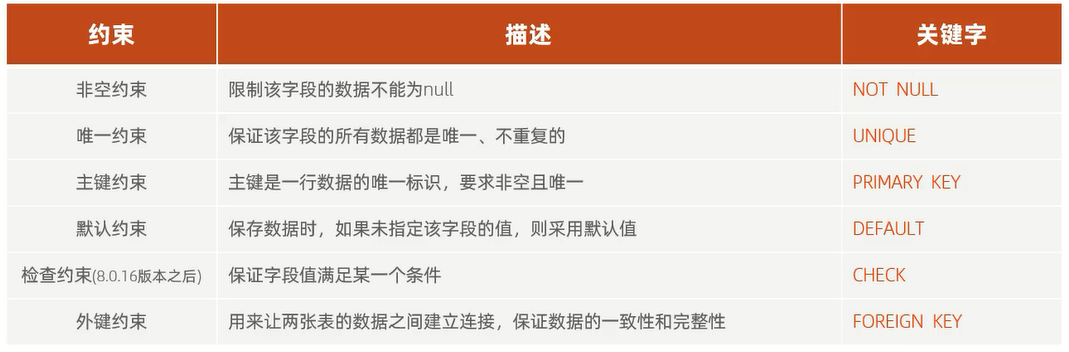 约束 描述 关键字
非空约束 限制该字段的数据不能为null NOT NULL
唯一约束 保证该字段的所有数据都是唯一、不重复的 UNIQUE
主键约束 主键是一行数据的唯一标识，要求非空且唯一 PRIMARY KEY
默认约束 保存数据时，如果未指定该字段的值，则采用默认值 DEFAULT
检查约束(8.0.16版本之后) 保证字段值满足某一个条件 CHECK
外键约束 用来让两张表的数据之间建立连接，保证数据的一致性和完整性 FOREIGN KEY